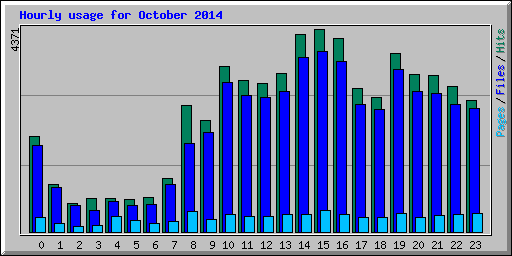 Hourly usage for October 2014
4371
0 1 2 3 4 5 6 7 8 9 10 11 12 13 14 15 16 17 18 19 20 21 22 23
Pages/Files/Hits